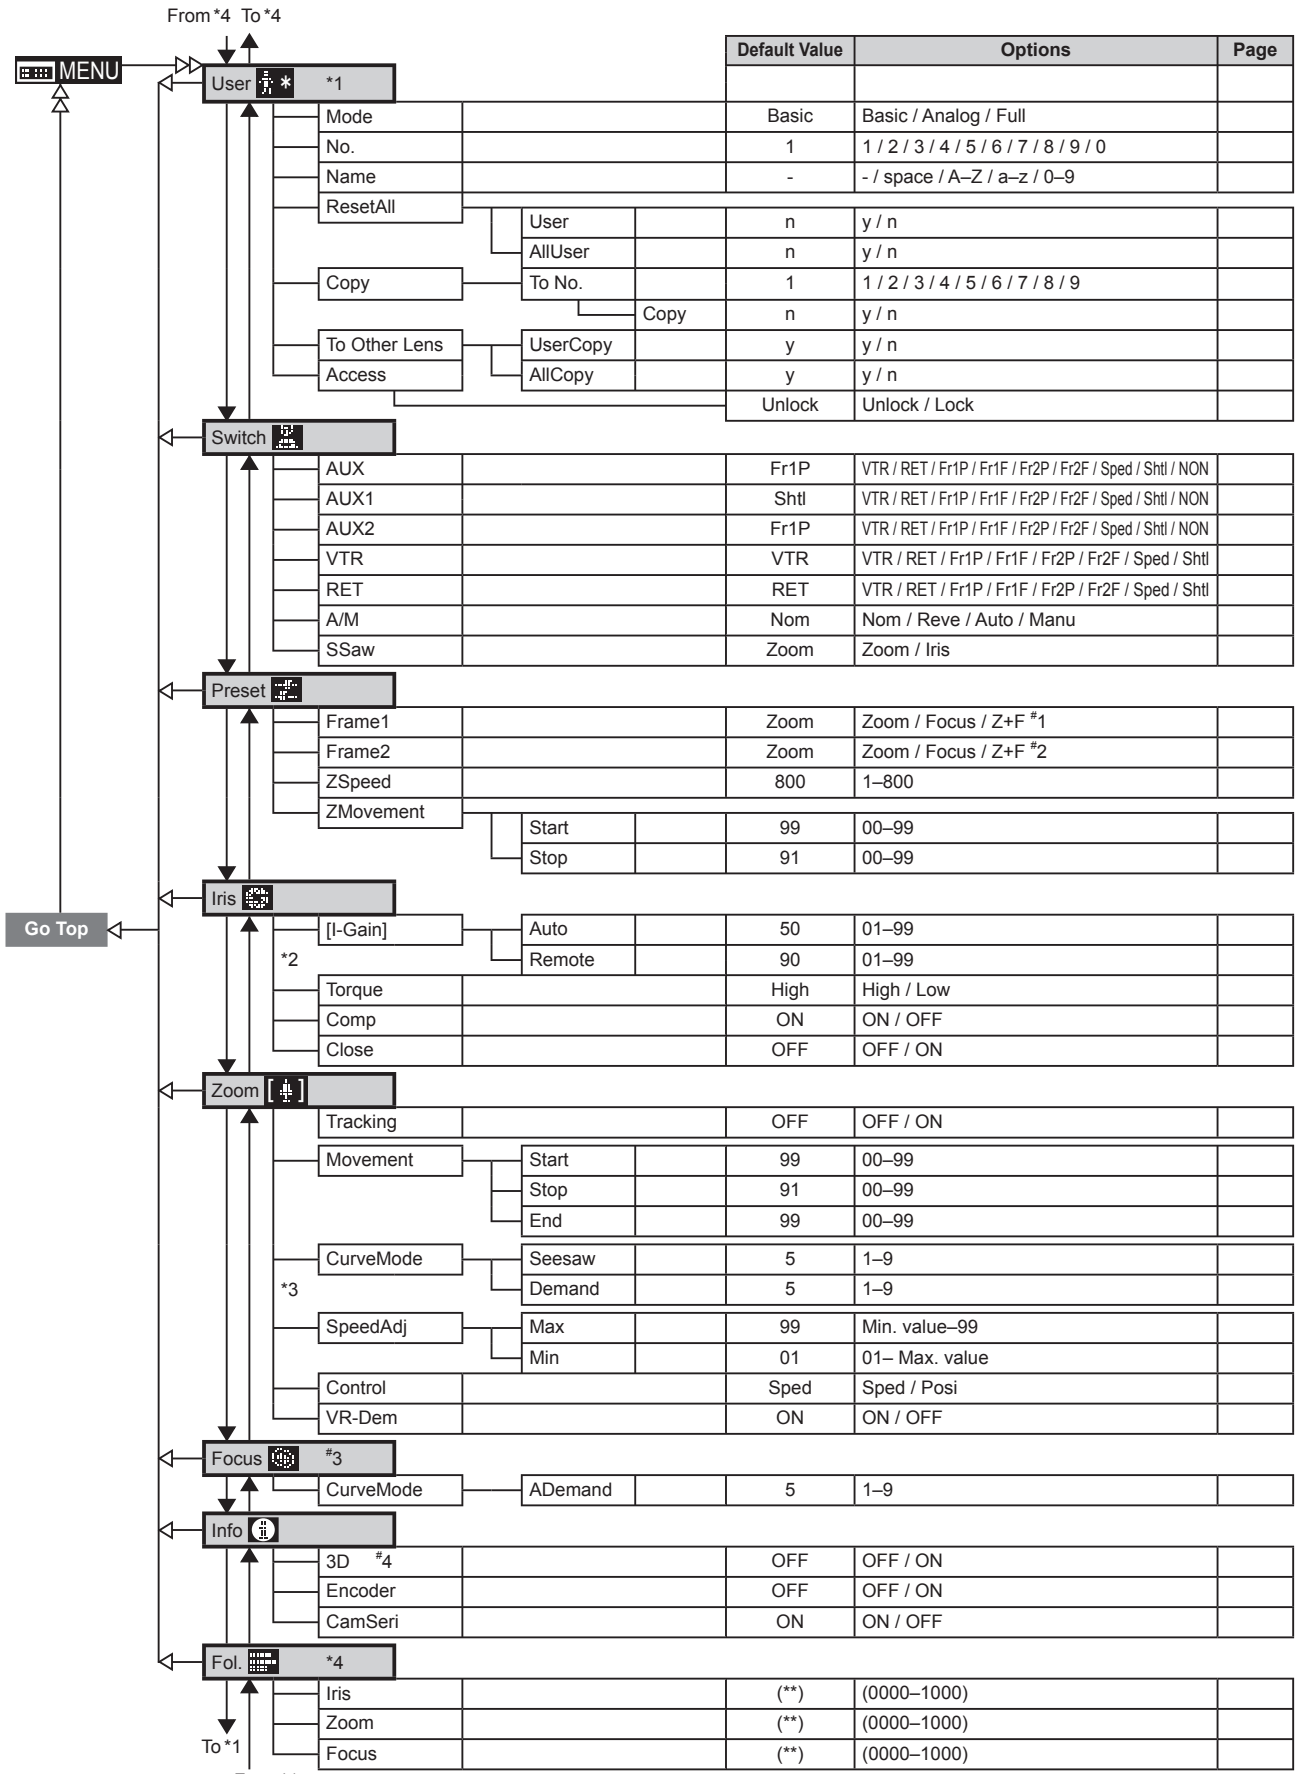 From *4 To *4
Default Value Options Page
MENU
User * *1
Mode Basic Basic / Analog / Full
No. 1 1 / 2 / 3 / 4 / 5 / 6 / 7 / 8 / 9 / 0
Name - - / space / A–Z / a–z / 0–9
ResetAll
User n y / n
AllUser n y / n
Copy To No. 1 1 / 2 / 3 / 4 / 5 / 6 / 7 / 8 / 9
Copy n y / n
To Other Lens UserCopy y y / n
Access AllCopy y y / n
Unlock Unlock / Lock
Switch
AUX Fr1P VTR / RET / Fr1P / Fr1F / Fr2P / Fr2F / Sped / Shtl / NON
AUX1 Shtl VTR / RET / Fr1P / Fr1F / Fr2P / Fr2F / Sped / Shtl / NON
AUX2 Fr1P VTR / RET / Fr1P / Fr1F / Fr2P / Fr2F / Sped / Shtl / NON
VTR VTR VTR / RET / Fr1P / Fr1F / Fr2P / Fr2F / Sped / Shtl
RET RET VTR / RET / Fr1P / Fr1F / Fr2P / Fr2F / Sped / Shtl
A/M Nom Nom / Reve / Auto / Manu
SSaw Zoom Zoom / Iris
Preset
Frame1 Zoom Zoom / Focus / Z+F #1
Frame2 Zoom Zoom / Focus / Z+F #2
ZSpeed 800 1–800
ZMovement
Start 99 00–99
Stop 91 00–99
Iris
Go Top
[I-Gain] Auto 50 01–99
*2 Remote 90 01–99
Torque High High / Low
Comp ON ON / OFF
Close OFF OFF / ON
Zoom [ ]
Tracking OFF OFF / ON
Movement Start 99 00–99
Stop 91 00–99
End 99 00–99
CurveMode Seesaw 5 1–9
*3 Demand 5 1–9
SpeedAdj Max 99 Min. value–99
Min 01 01– Max. value
Control Sped Sped / Posi
VR-Dem ON ON / OFF
Focus #3
CurveMode ADemand 5 1–9
Info i
3D #4 OFF OFF / ON
Encoder OFF OFF / ON
CamSeri ON ON / OFF
Fol. *4
Iris (**) (0000–1000)
Zoom (**) (0000–1000)
To *1
Focus (**) (0000–1000)